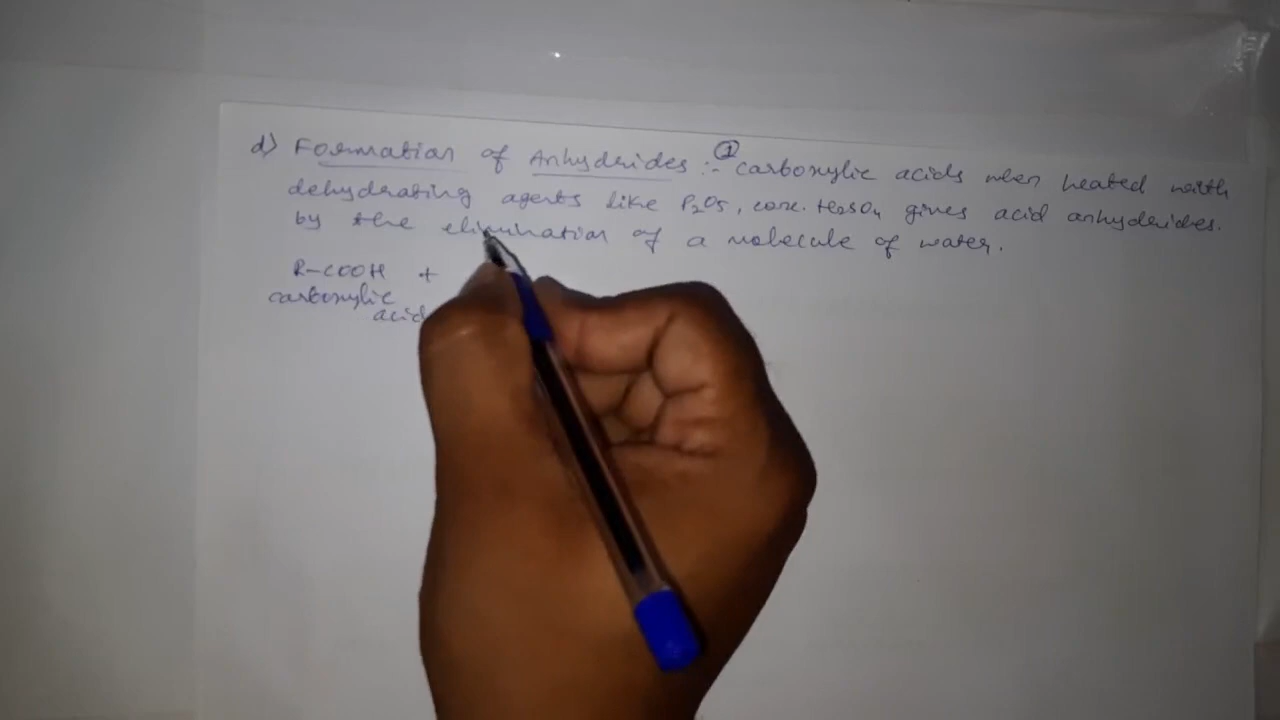 d) Formation of Anhydrides :- ① carboxylic acids when heated with
dehydrating agents like P2O5, conc. H2SO4 gives acid anhydrides.
by the elimination of a molecule of water.
R-COOH +
carboxylic
acid